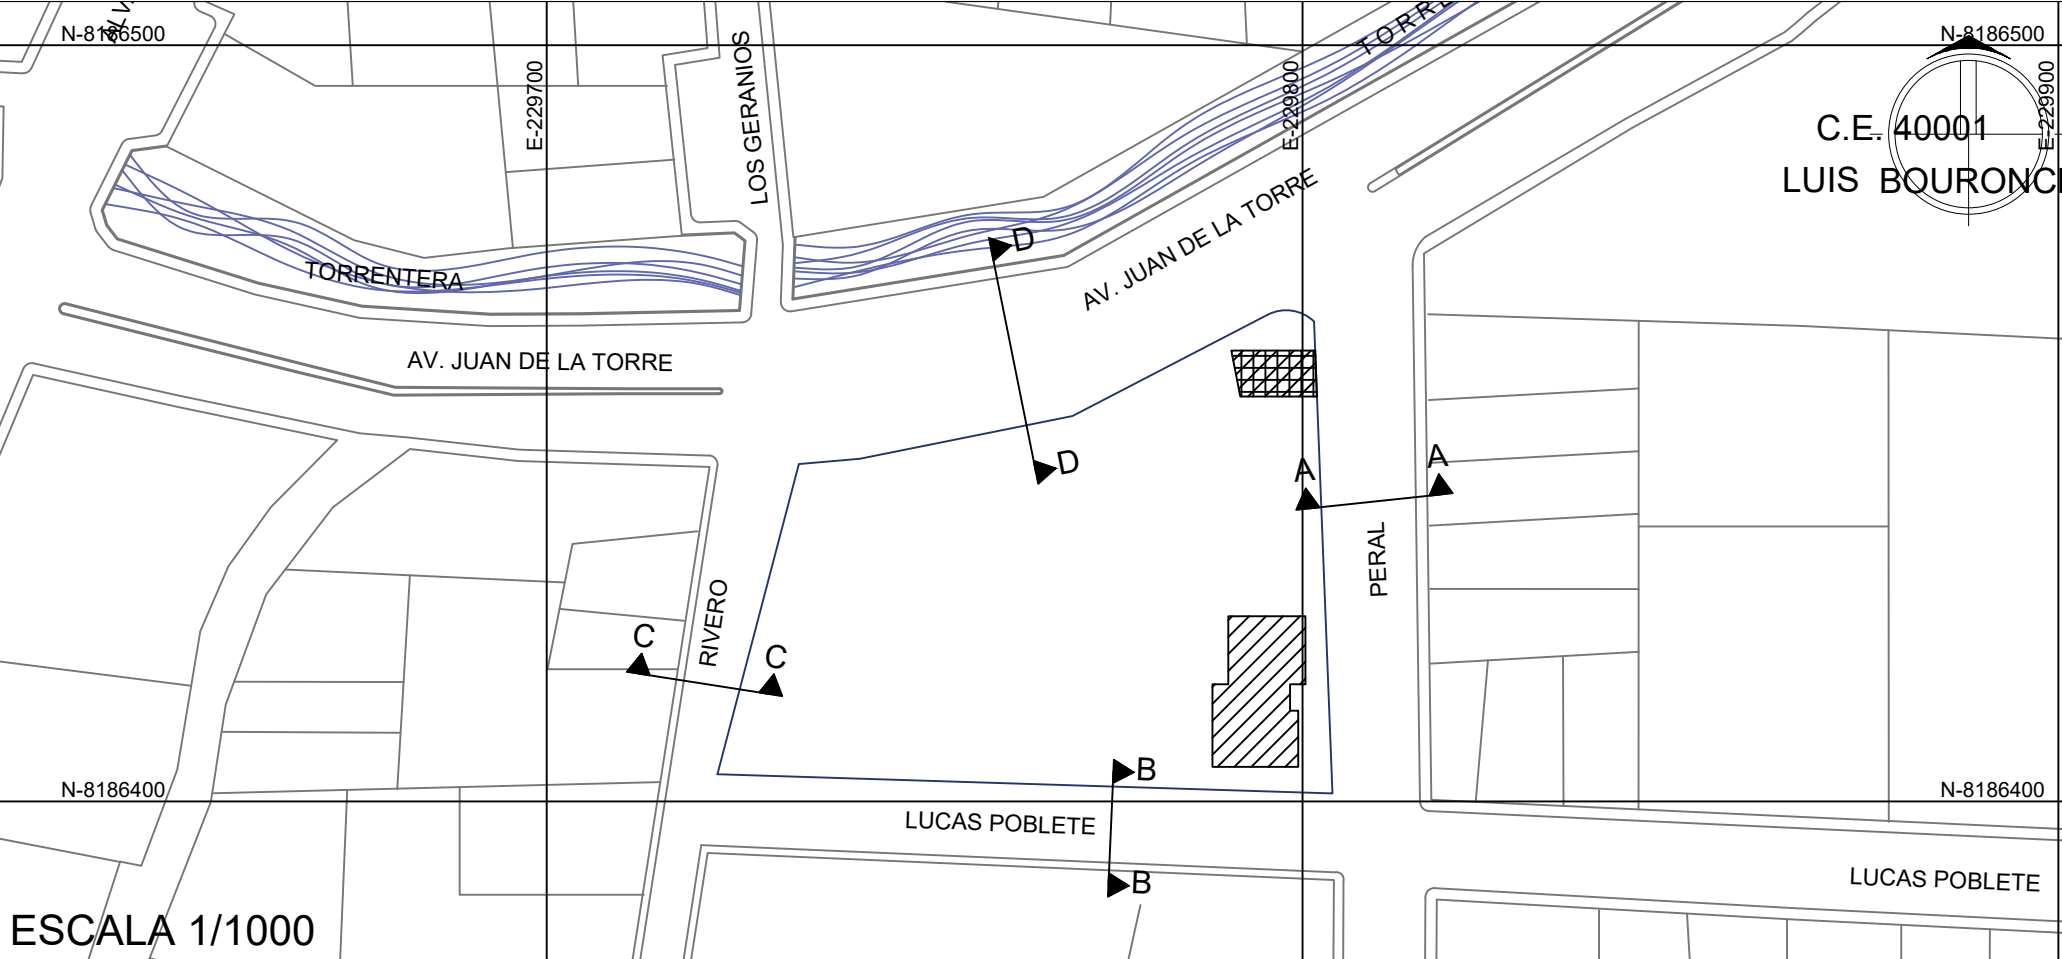 N-8186500
N-8186500
TORRE
E-229700
LOS GERANIOS
E-229800
E-229900
C.E. 40001
LUIS BOURONC
AV. JUAN DE LA TORRE
D
TORRENTERA
AV. JUAN DE LA TORRE
D
A
A
PERAL
RIVERO
C
C
B
N-8186400
N-8186400
LUCAS POBLETE
B
LUCAS POBLETE
ESCALA 1/1000